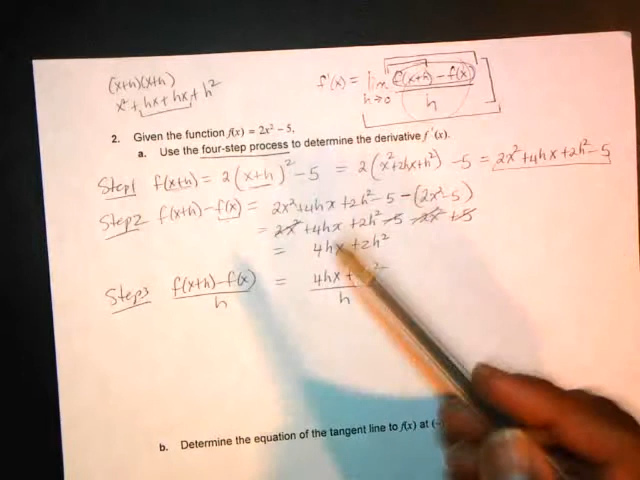 (x+h)(x+h)
x² + hx + hx + h²
f'(x) = lim h→0 f(x+h) - f(x) / h
2. Given the function f(x) = 2x² – 5,
a. Use the four-step process to determine the derivative f'(x).
Step1 f(x+h) = 2(x+h)² - 5 = 2(x²+2hx+h²) - 5 = 2x²+4hx+2h²-5
Step2 f(x+h)-f(x) = 2x²+4hx+2h²-5-(2x²-5)
= 2x²+4hx+2h²-5-2x²+5
= 4hx+2h²
Step3 f(x+h)-f(x) / h = 4hx+ / h
b. Determine the equation of the tangent line to f(x) at (-